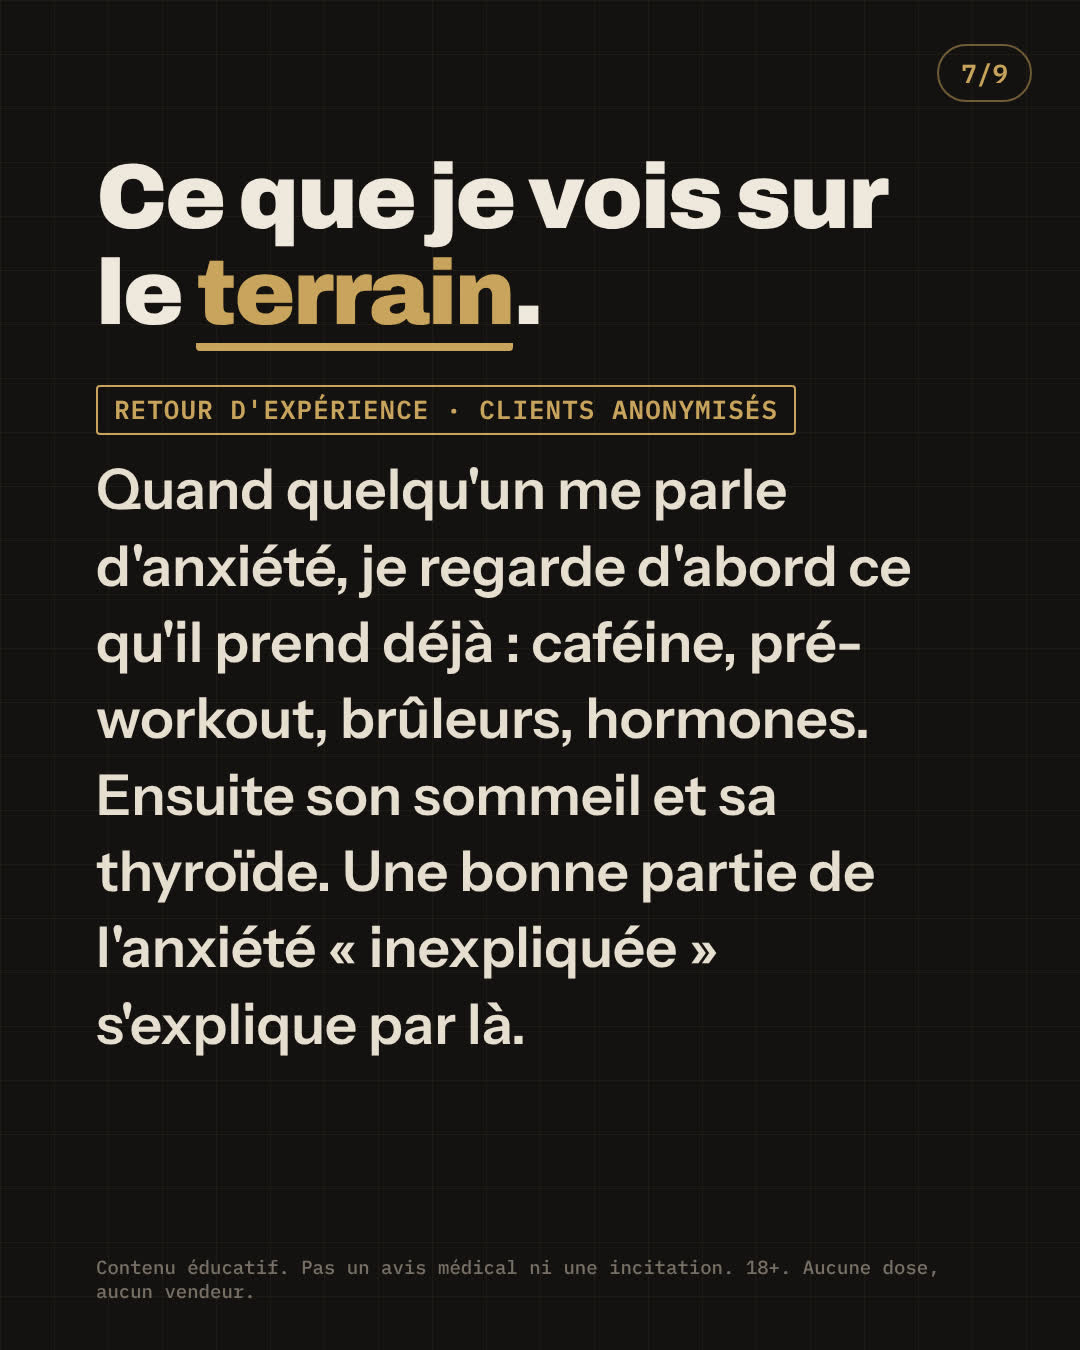 7/9
Ce que je vois sur
le terrain.
RETOUR D'EXPÉRIENCE · CLIENTS ANONYMISÉS
Quand quelqu'un me parle
d'anxiété, je regarde d'abord ce
qu'il prend déjà : caféine, pré-
workout, brûleurs, hormones.
Ensuite son sommeil et sa
thyroïde. Une bonne partie de
l'anxiété « inexpliquée »
s'explique par là.
Contenu éducatif. Pas un avis médical ni une incitation. 18+. Aucune dose,
aucun vendeur.